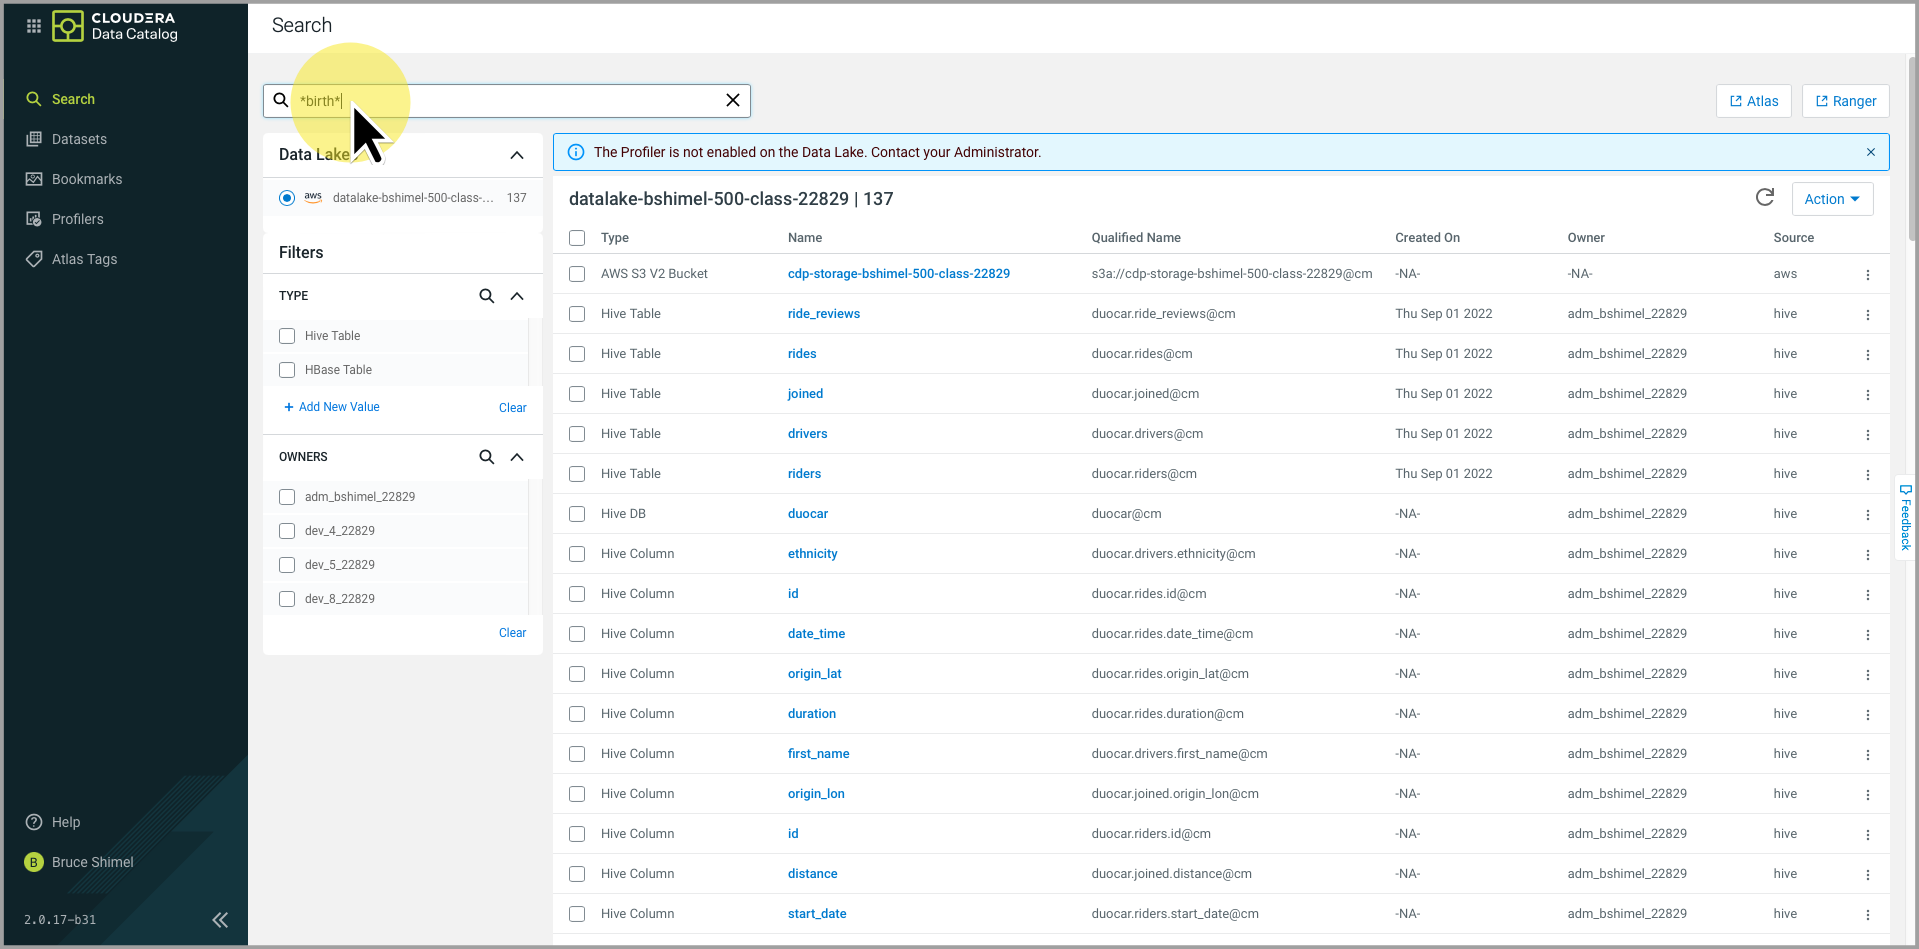 CLOUDERA
Data Catalog
Search
Datasets
Bookmarks
Profilers
Atlas Tags
Help
B Bruce Shimel
2.0.17-b31
Search
*birth*
Atlas
Ranger
Data Lake
aws datalake-bshimel-500-class-... 137
Filters
TYPE
Hive Table
HBase Table
+ Add New Value Clear
OWNERS
adm_bshimel_22829
dev_4_22829
dev_5_22829
dev_8_22829
Clear
The Profiler is not enabled on the Data Lake. Contact your Administrator.
datalake-bshimel-500-class-22829 | 137
Action
Type Name Qualified Name Created On Owner Source
AWS S3 V2 Bucket cdp-storage-bshimel-500-class-22829 s3a://cdp-storage-bshimel-500-class-22829@cm -NA- -NA- aws
Hive Table ride_reviews duocar.ride_reviews@cm Thu Sep 01 2022 adm_bshimel_22829 hive
Hive Table rides duocar.rides@cm Thu Sep 01 2022 adm_bshimel_22829 hive
Hive Table joined duocar.joined@cm Thu Sep 01 2022 adm_bshimel_22829 hive
Hive Table drivers duocar.drivers@cm Thu Sep 01 2022 adm_bshimel_22829 hive
Hive Table riders duocar.riders@cm Thu Sep 01 2022 adm_bshimel_22829 hive
Hive DB duocar duocar@cm -NA- adm_bshimel_22829 hive
Hive Column ethnicity duocar.drivers.ethnicity@cm -NA- adm_bshimel_22829 hive
Hive Column id duocar.rides.id@cm -NA- adm_bshimel_22829 hive
Hive Column date_time duocar.rides.date_time@cm -NA- adm_bshimel_22829 hive
Hive Column origin_lat duocar.rides.origin_lat@cm -NA- adm_bshimel_22829 hive
Hive Column duration duocar.rides.duration@cm -NA- adm_bshimel_22829 hive
Hive Column first_name duocar.drivers.first_name@cm -NA- adm_bshimel_22829 hive
Hive Column origin_lon duocar.joined.origin_lon@cm -NA- adm_bshimel_22829 hive
Hive Column id duocar.riders.id@cm -NA- adm_bshimel_22829 hive
Hive Column distance duocar.joined.distance@cm -NA- adm_bshimel_22829 hive
Hive Column start_date duocar.riders.start_date@cm -NA- adm_bshimel_22829 hive
Feedback